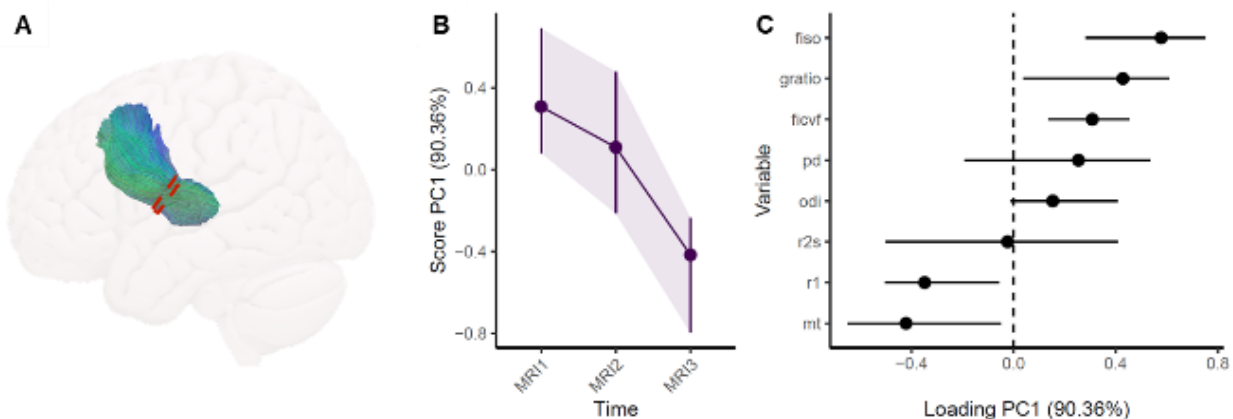 A
B
Score PC1 (90.36%)
0.4
0.0
−0.4
−0.8
MRI1
MRI2
MRI3
Time
C
Variable
fiso
gratio
ficvf
pd
odi
r2s
r1
mt
−0.4
0.0
0.4
0.8
Loading PC1 (90.36%)